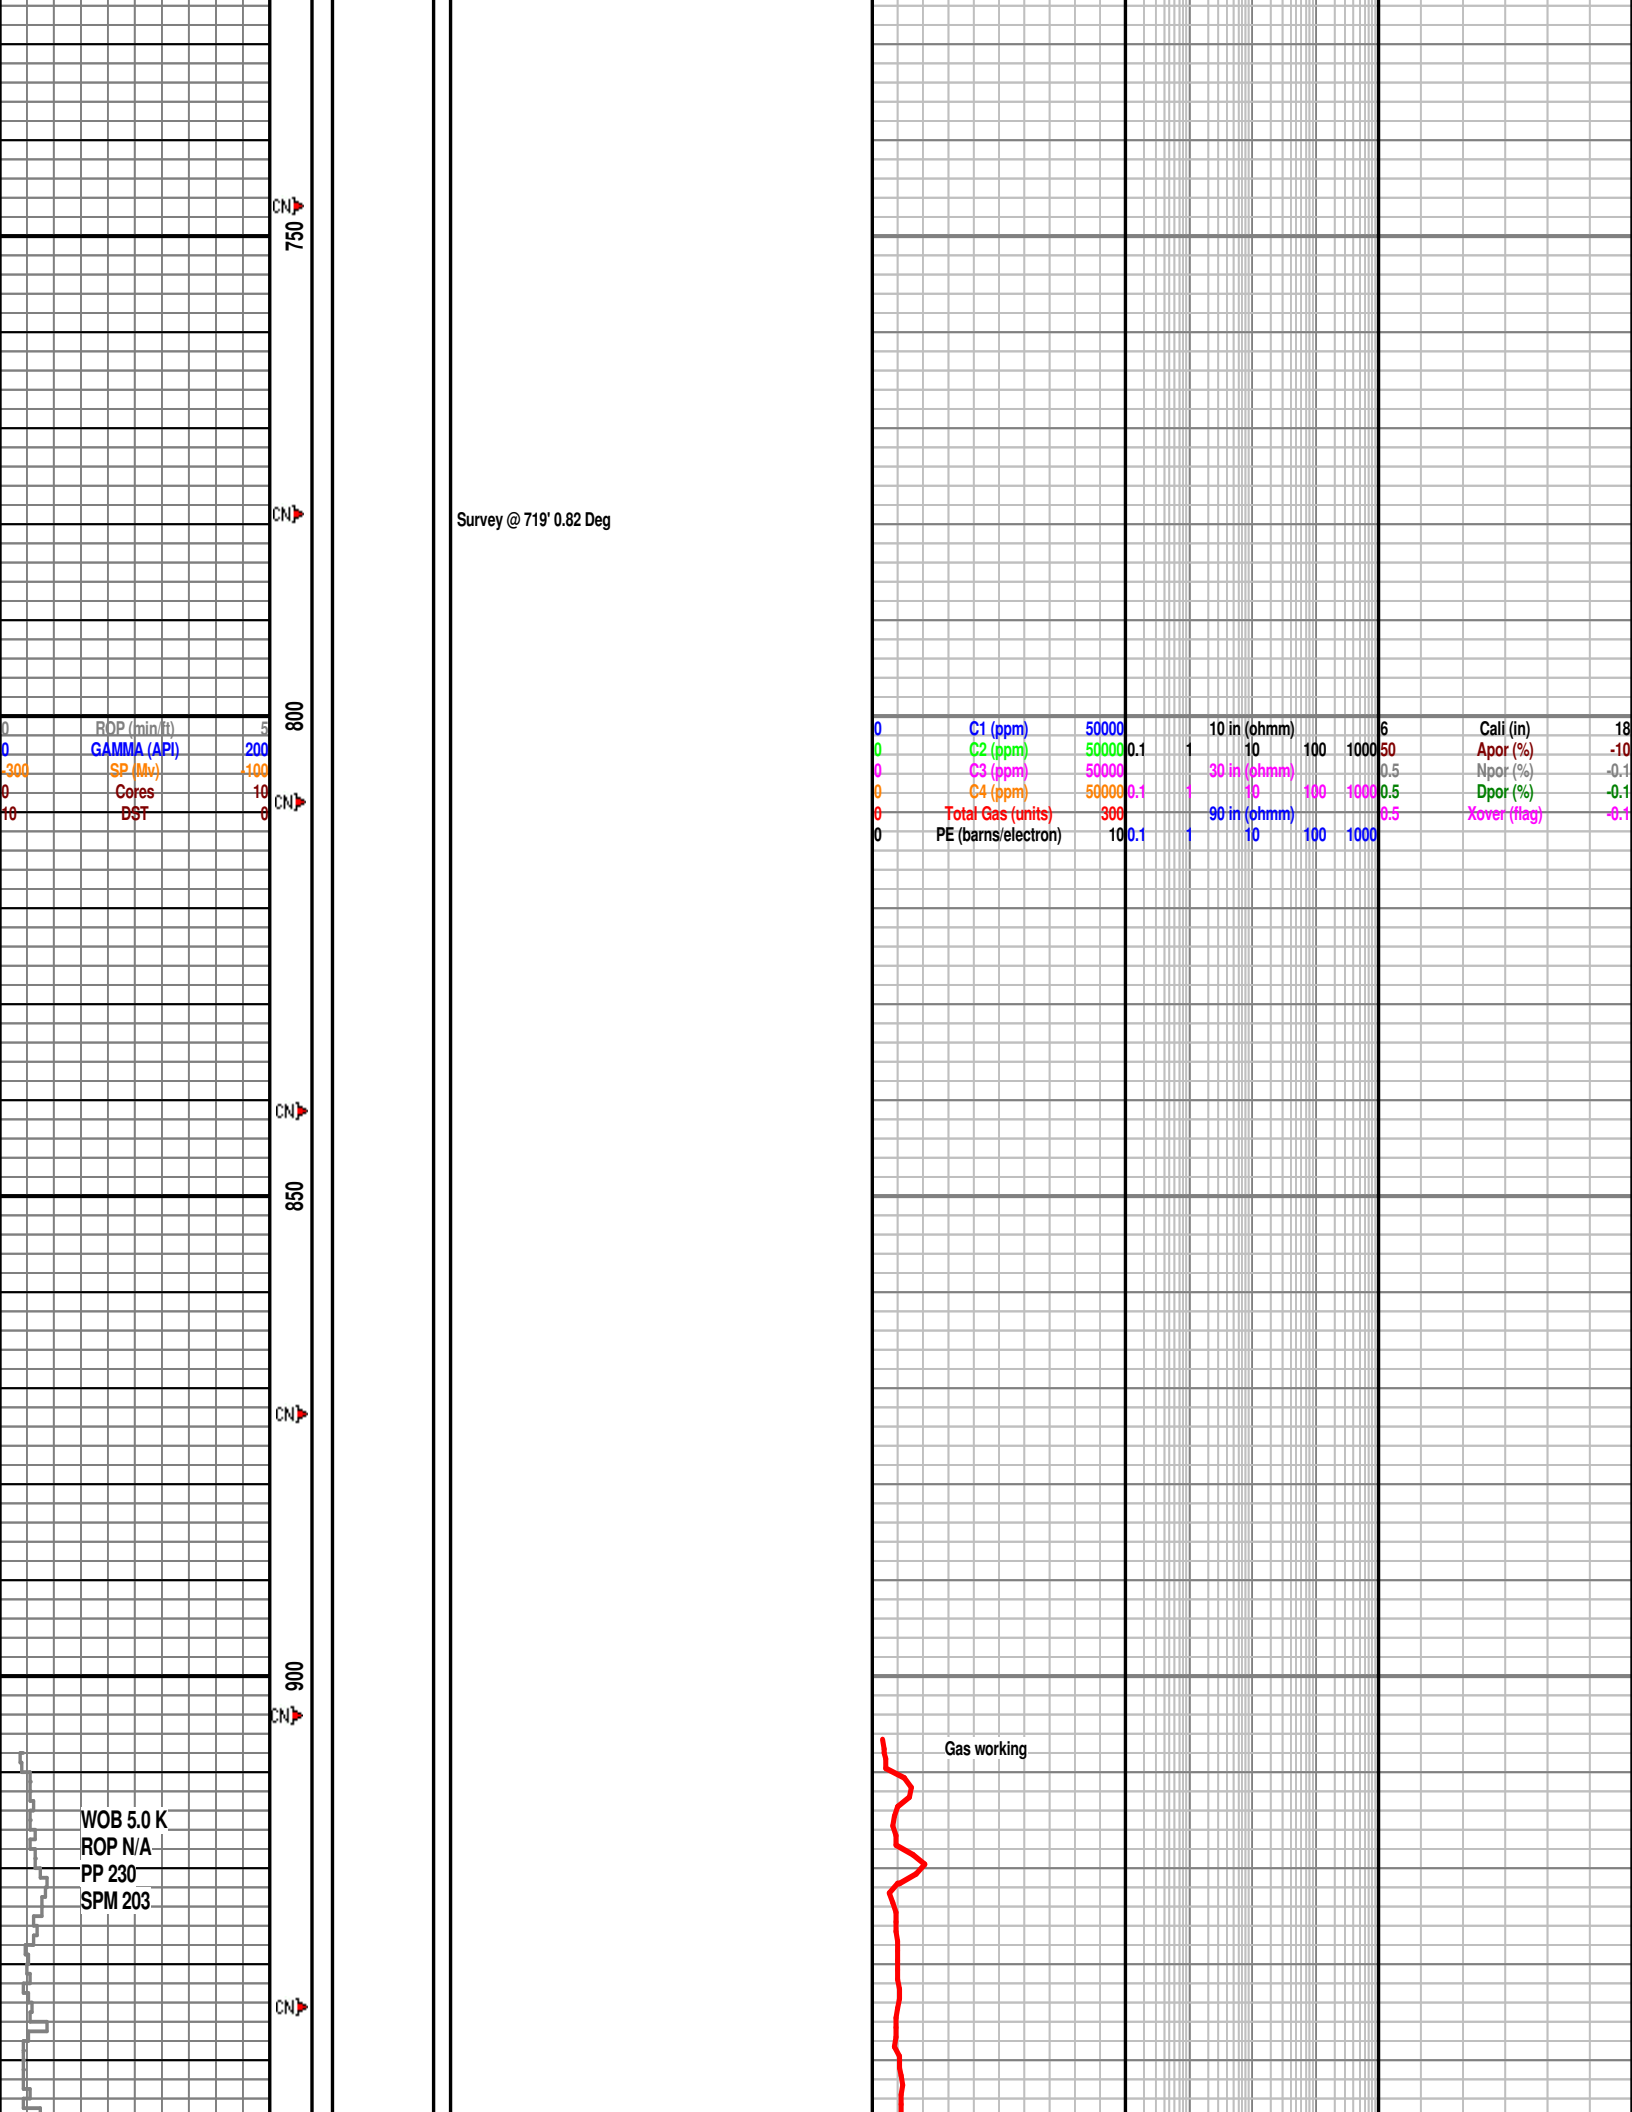 CN
750
CN
Survey @ 719' 0.82 Deg
800
0 ROP (min/ft) 5
0 GAMMA (API) 200
-300 SP (Mv) -100
0 Cores 10
10 DST 0
CN
0 C1 (ppm) 50000
0 C2 (ppm) 50000
0 C3 (ppm) 50000
0 C4 (ppm) 50000
0 Total Gas (units) 300
0 PE (barns/electron) 10
10 in (ohmm)
0.1 1 10 100 1000
30 in (ohmm)
0.1 1 10 100 1000
90 in (ohmm)
0.1 1 10 100 1000
6 Cali (in) 18
50 Apor (%) -10
0.5 Npor (%) -0.1
0.5 Dpor (%) -0.1
0.5 Xover (flag) -0.1
CN
850
CN
900
CN
Gas working
WOB 5.0 K
ROP N/A
PP 230
SPM 203
CN